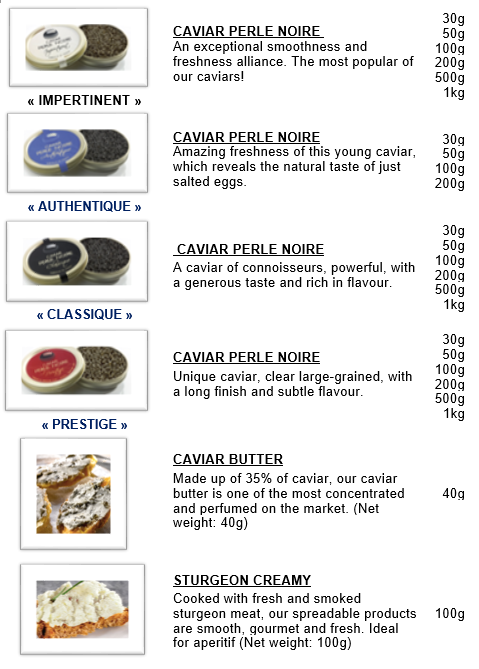 CAVIAR PERLE NOIRE
An exceptional smoothness and
freshness alliance. The most popular of
our caviars!
30g
50g
100g
200g
500g
1kg
« IMPERTINENT »
CAVIAR PERLE NOIRE
Amazing freshness of this young caviar,
which reveals the natural taste of just
salted eggs.
30g
50g
100g
200g
« AUTHENTIQUE »
CAVIAR PERLE NOIRE
A caviar of connoisseurs, powerful, with
a generous taste and rich in flavour.
30g
50g
100g
200g
500g
1kg
« CLASSIQUE »
CAVIAR PERLE NOIRE
Unique caviar, clear large-grained, with
a long finish and subtle flavour.
30g
50g
100g
200g
500g
1kg
« PRESTIGE »
CAVIAR BUTTER
Made up of 35% of caviar, our caviar
butter is one of the most concentrated
and perfumed on the market. (Net
weight: 40g)
40g
STURGEON CREAMY
Cooked with fresh and smoked
sturgeon meat, our spreadable products
are smooth, gourmet and fresh. Ideal
for aperitif (Net weight: 100g)
100g